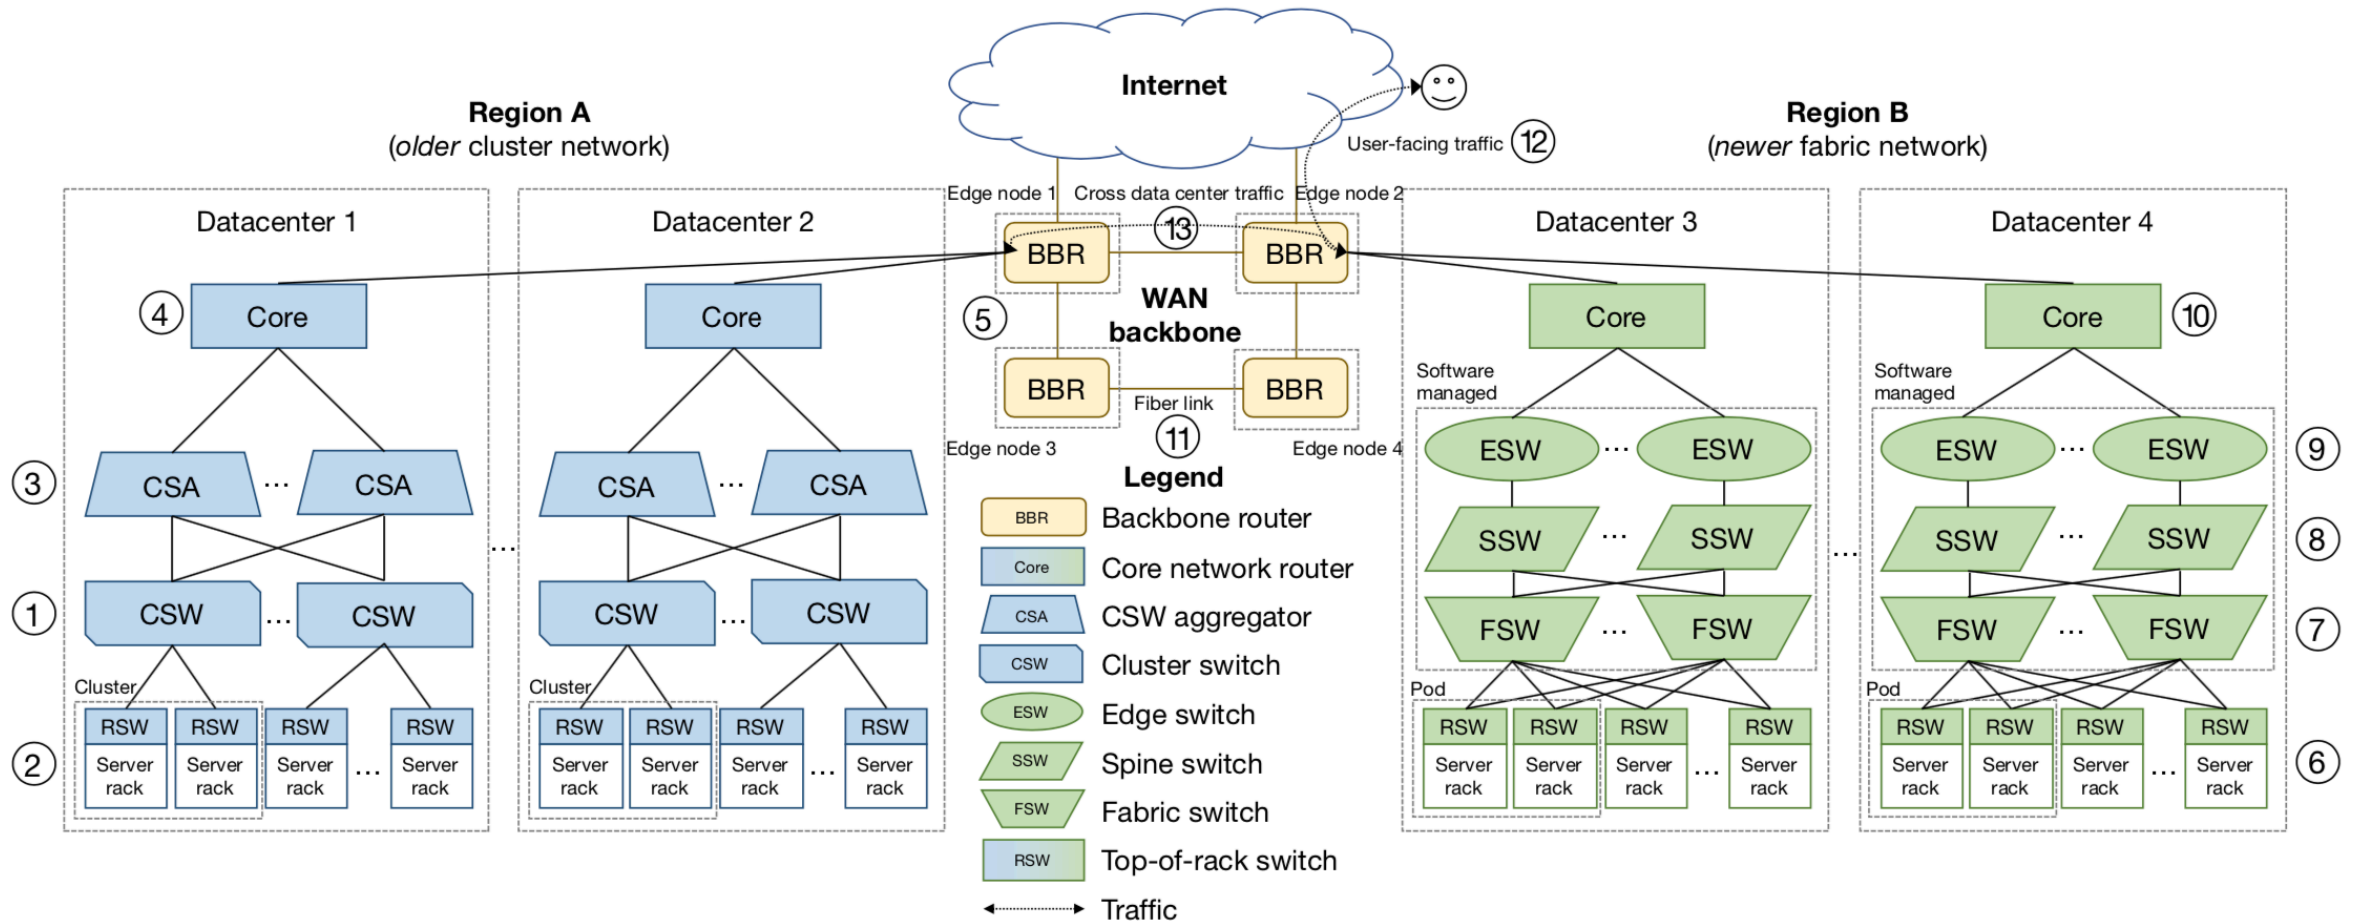 Internet
Region A
(older cluster network)
Region B
(newer fabric network)
User-facing traffic 12
Edge node 1 Cross data center traffic Edge node 2
13
Datacenter 1
Datacenter 2
Datacenter 3
Datacenter 4
BBR
BBR
WAN
backbone
5
BBR
BBR
Fiber link
11
Edge node 3
Edge node 4
4
Core
Core
Core
Core
10
Software
managed
Software
managed
3
CSA ... CSA
CSA ... CSA
...
1
CSW ... CSW
CSW ... CSW
Cluster
Cluster
2
RSW RSW RSW RSW
Server Server Server Server
rack rack rack ... rack
RSW RSW RSW RSW
Server Server Server Server
rack rack rack ... rack
ESW ... ESW
ESW ... ESW
9
SSW ... SSW
SSW ... SSW
8
...
FSW ... FSW
FSW ... FSW
7
Pod
Pod
RSW RSW RSW RSW
Server Server Server Server
rack rack rack ... rack
RSW RSW RSW RSW
Server Server Server Server
rack rack rack ... rack
6
Legend
BBR Backbone router
Core Core network router
CSA CSW aggregator
CSW Cluster switch
ESW Edge switch
SSW Spine switch
FSW Fabric switch
RSW Top-of-rack switch
Traffic